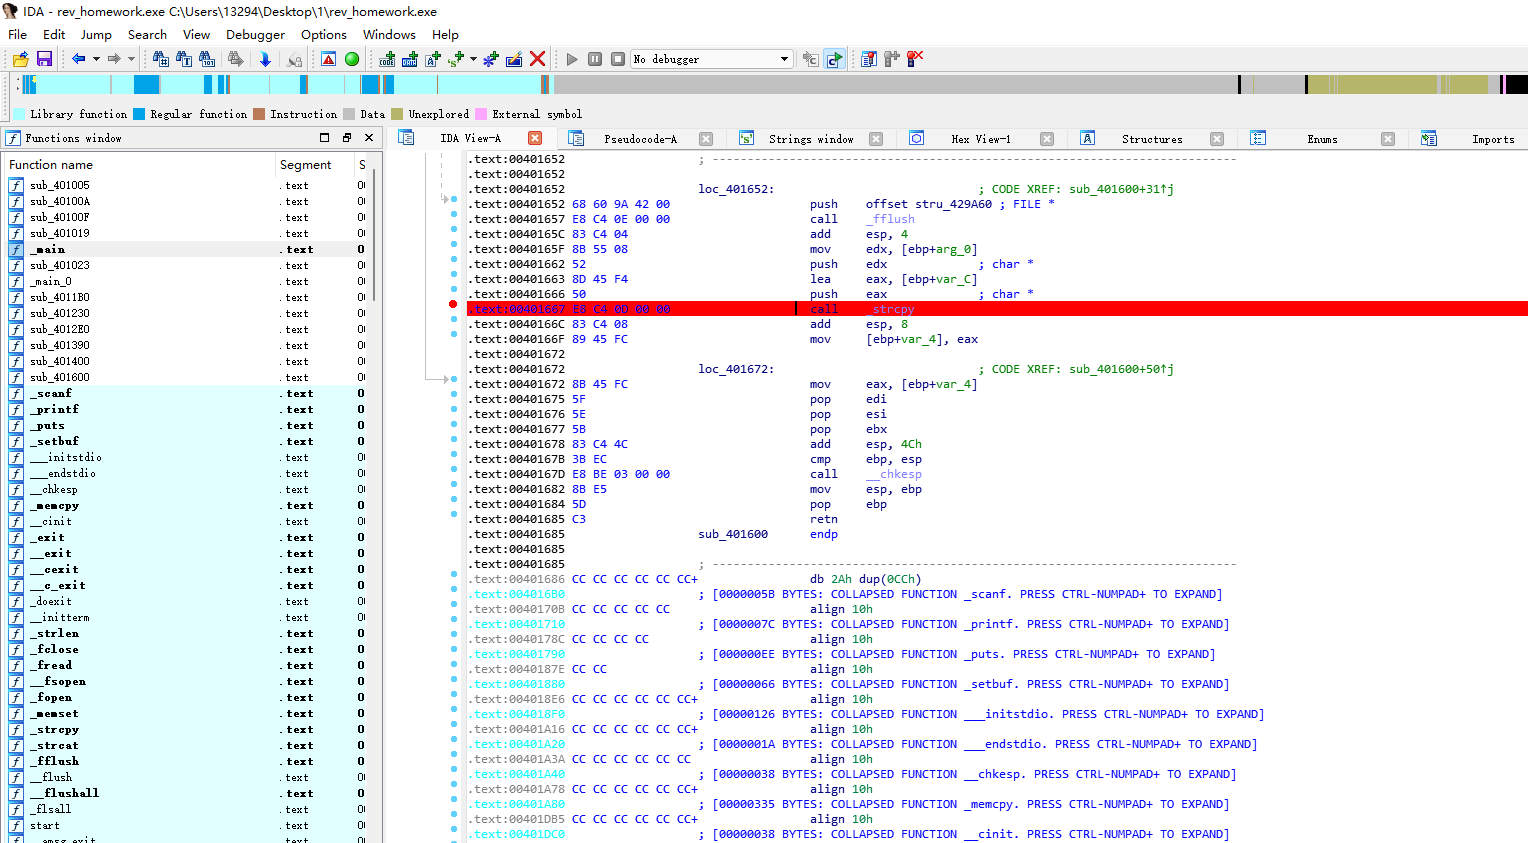 IDA - rev_homework.exe C:\Users\13294\Desktop\1\rev_homework.exe
File Edit Jump Search View Debugger Options Windows Help
No debugger
Library function Regular function Instruction Data Unexplored External symbol
Functions window
IDA View-A Pseudocode-A Strings window Hex View-1 Structures Enums Imports
Function name Segment S
sub_401005 .text 0
sub_40100A .text 0
sub_40100F .text 0
sub_401019 .text 0
_main .text 0
sub_401023 .text 0
_main_0 .text 0
sub_4011B0 .text 0
sub_401230 .text 0
sub_4012E0 .text 0
sub_401390 .text 0
sub_401400 .text 0
sub_401600 .text 0
_scanf .text 0
_printf .text 0
_puts .text 0
_setbuf .text 0
___initstdio .text 0
___endstdio .text 0
__chkesp .text 0
_memcpy .text 0
__cinit .text 0
_exit .text 0
__exit .text 0
__cexit .text 0
__c_exit .text 0
_doexit .text 0
__initterm .text 0
_strlen .text 0
_fclose .text 0
_fread .text 0
__fsopen .text 0
_fopen .text 0
_memset .text 0
_strcpy .text 0
_strcat .text 0
_fflush .text 0
__flush .text 0
__flushall .text 0
_flsall .text 0
start .text 0
__amsg_exit .text 0
.text:00401652 ; ---------------------------------------------------------------------------
.text:00401652
.text:00401652 loc_401652: ; CODE XREF: sub_401600+31↑j
.text:00401652 68 60 9A 42 00 push offset stru_429A60 ; FILE *
.text:00401657 E8 C4 0E 00 00 call _fflush
.text:0040165C 83 C4 04 add esp, 4
.text:0040165F 8B 55 08 mov edx, [ebp+arg_0]
.text:00401662 52 push edx ; char *
.text:00401663 8D 45 F4 lea eax, [ebp+var_C]
.text:00401666 50 push eax ; char *
.text:00401667 E8 C4 0D 00 00 call _strcpy
.text:0040166C 83 C4 08 add esp, 8
.text:0040166F 89 45 FC mov [ebp+var_4], eax
.text:00401672
.text:00401672 loc_401672: ; CODE XREF: sub_401600+50↑j
.text:00401672 8B 45 FC mov eax, [ebp+var_4]
.text:00401675 5F pop edi
.text:00401676 5E pop esi
.text:00401677 5B pop ebx
.text:00401678 83 C4 4C add esp, 4Ch
.text:0040167B 3B EC cmp ebp, esp
.text:0040167D E8 BE 03 00 00 call __chkesp
.text:00401682 8B E5 mov esp, ebp
.text:00401684 5D pop ebp
.text:00401685 C3 retn
.text:00401685 sub_401600 endp
.text:00401685
.text:00401685 ; ---------------------------------------------------------------------------
.text:00401686 CC CC CC CC CC CC+ db 2Ah dup(0CCh)
.text:004016B0 ; [0000005B BYTES: COLLAPSED FUNCTION _scanf. PRESS CTRL-NUMPAD+ TO EXPAND]
.text:0040170B CC CC CC CC CC align 10h
.text:00401710 ; [0000007C BYTES: COLLAPSED FUNCTION _printf. PRESS CTRL-NUMPAD+ TO EXPAND]
.text:0040178C CC CC CC CC align 10h
.text:00401790 ; [000000EE BYTES: COLLAPSED FUNCTION _puts. PRESS CTRL-NUMPAD+ TO EXPAND]
.text:0040187E CC CC align 10h
.text:00401880 ; [00000066 BYTES: COLLAPSED FUNCTION _setbuf. PRESS CTRL-NUMPAD+ TO EXPAND]
.text:004018E6 CC CC CC CC CC CC+ align 10h
.text:004018F0 ; [00000126 BYTES: COLLAPSED FUNCTION ___initstdio. PRESS CTRL-NUMPAD+ TO EXPAND]
.text:00401A16 CC CC CC CC CC CC+ align 10h
.text:00401A20 ; [0000001A BYTES: COLLAPSED FUNCTION ___endstdio. PRESS CTRL-NUMPAD+ TO EXPAND]
.text:00401A3A CC CC CC CC CC CC align 10h
.text:00401A40 ; [00000038 BYTES: COLLAPSED FUNCTION __chkesp. PRESS CTRL-NUMPAD+ TO EXPAND]
.text:00401A78 CC CC CC CC CC CC+ align 10h
.text:00401A80 ; [00000335 BYTES: COLLAPSED FUNCTION _memcpy. PRESS CTRL-NUMPAD+ TO EXPAND]
.text:00401DB5 CC CC CC CC CC CC+ align 10h
.text:00401DC0 ; [00000038 BYTES: COLLAPSED FUNCTION __cinit. PRESS CTRL-NUMPAD+ TO EXPAND]